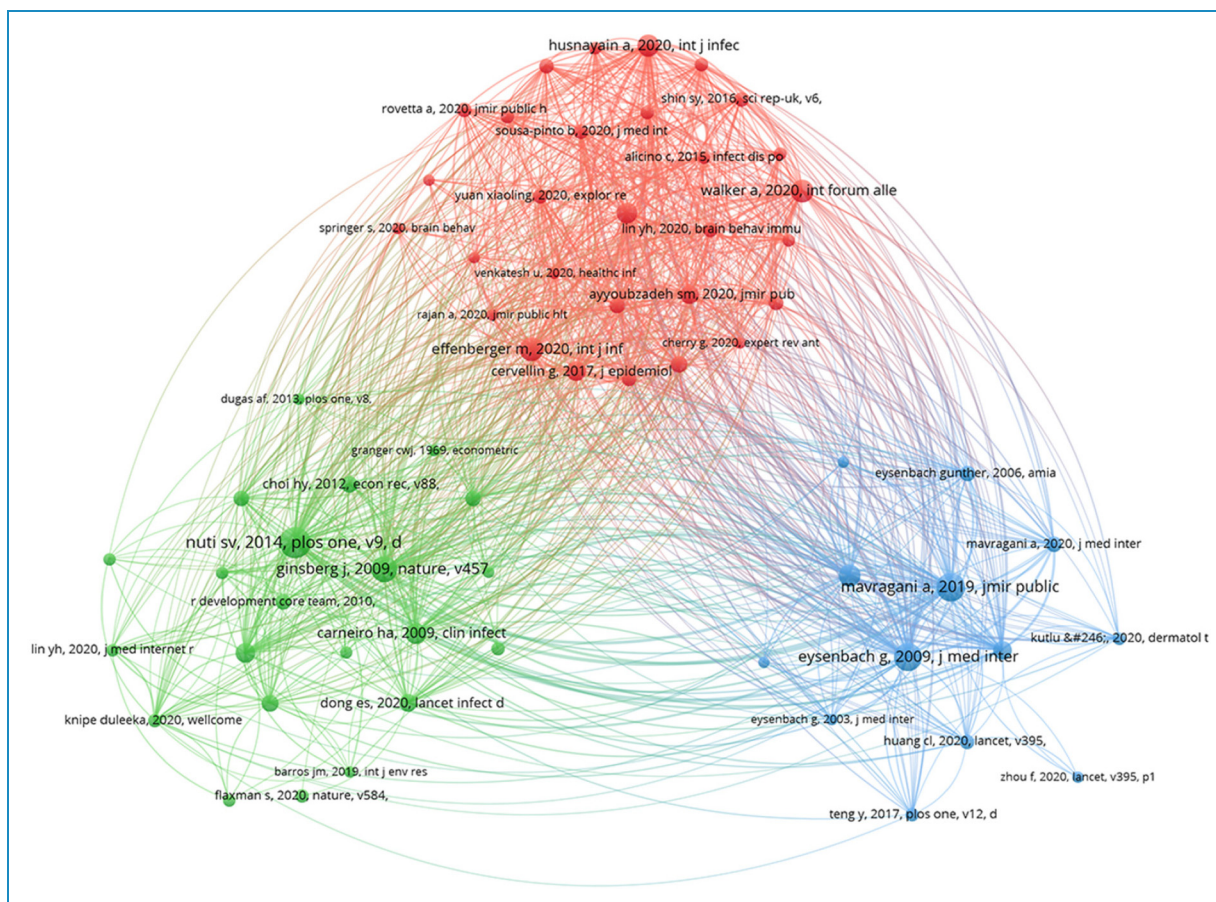 husnayain a, 2020, int j infec
shin sy, 2016, sci rep-uk, v6,
rovetta a, 2020, jmir public h
sousa-pinto b, 2020, j med int
alicino c, 2015, infect dis po
walker a, 2020, int forum alle
yuan xiaoling, 2020, explor re
springer s, 2020, brain behav
lin yh, 2020, brain behav immu
venkatesh u, 2020, healthc inf
ayyoubzadeh sm, 2020, jmir pub
rajan a, 2020, jmir public hlt
effenberger m, 2020, int j inf
cherry g, 2020, expert rev ant
cervellin g, 2017, j epidemiol
dugas af, 2013, plos one, v8,
granger cwj, 1969, econometric
choi hy, 2012, econ rec, v88,
eysenbach gunther, 2006, amia
nuti sv, 2014, plos one, v9, d
mavragani a, 2020, j med inter
ginsberg j, 2009, nature, v457
mavragani a, 2019, jmir public
r development core team, 2010,
carneiro ha, 2009, clin infect
kutlu &#246;, 2020, dermatol t
lin yh, 2020, j med internet r
eysenbach g, 2009, j med inter
dong es, 2020, lancet infect d
knipe duleeka, 2020, wellcome
eysenbach g, 2003, j med inter
huang cl, 2020, lancet, v395,
barros jm, 2019, int j env res
zhou f, 2020, lancet, v395, p1
flaxman s, 2020, nature, v584,
teng y, 2017, plos one, v12, d